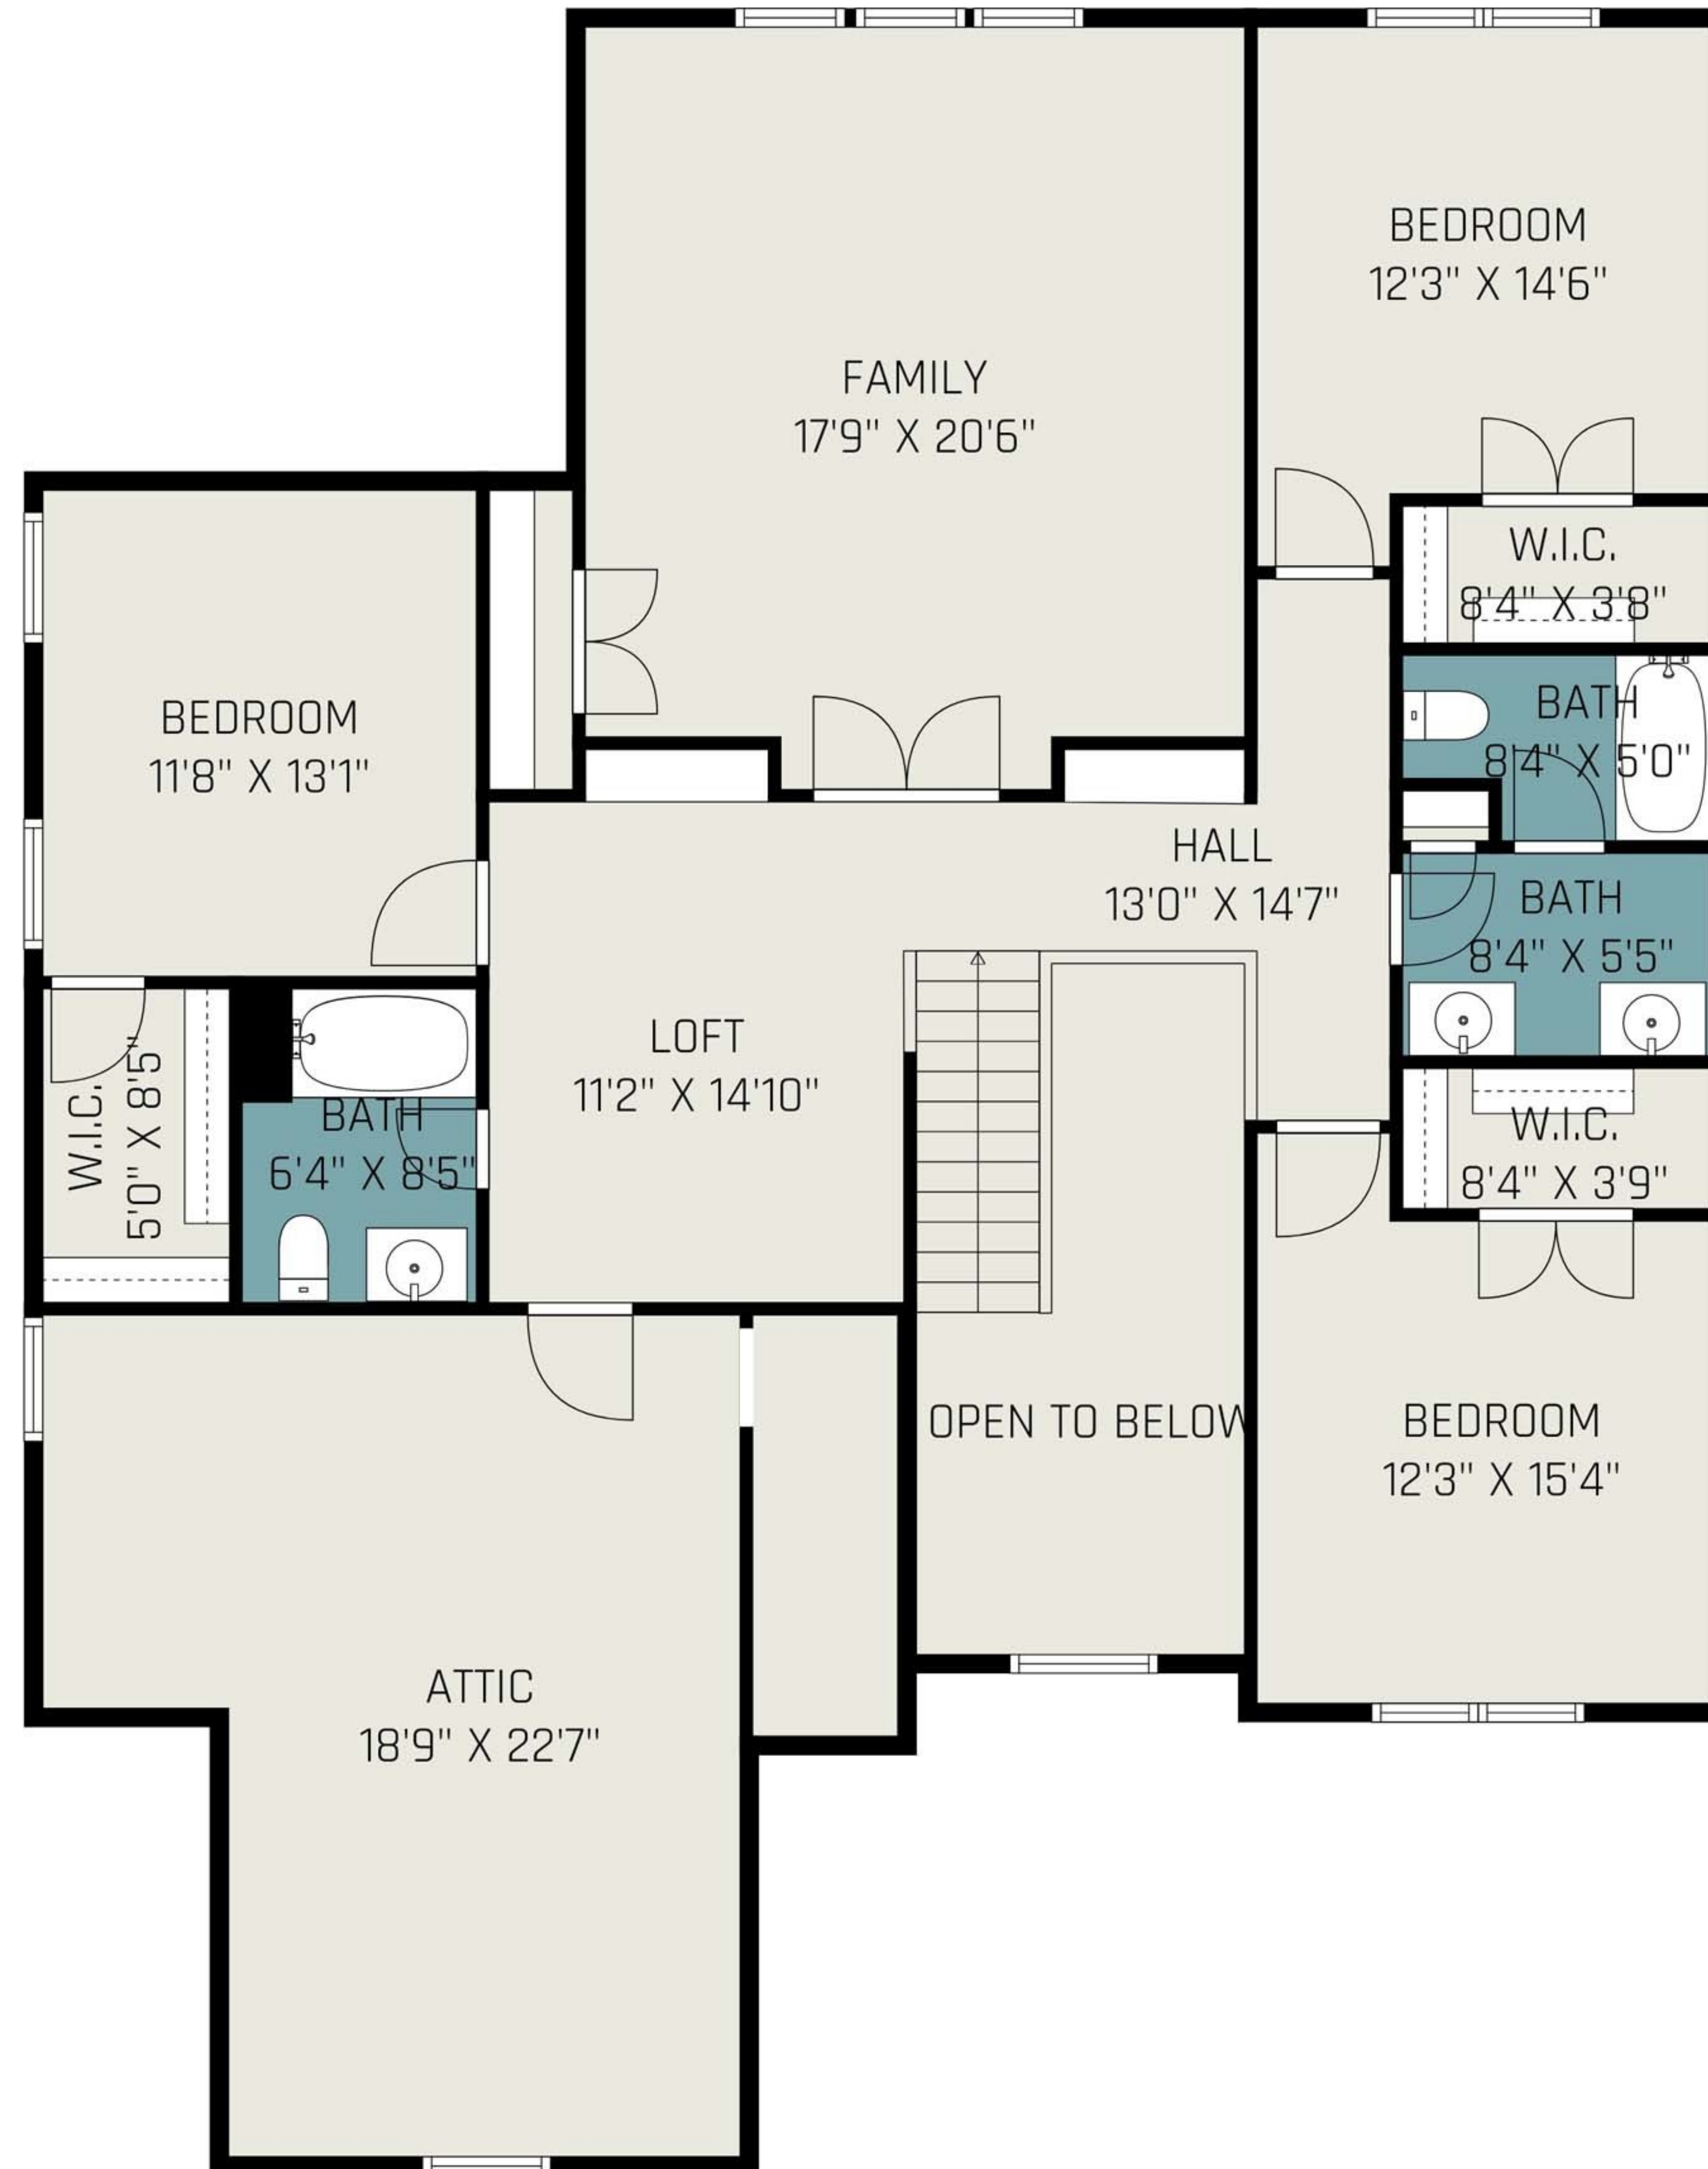 BEDROOM
12'3" X 14'6"
FAMILY
17'9" X 20'6"
W.I.C.
8'4" X 3'8"
BEDROOM
11'8" X 13'1"
BATH
8'4" X 5'0"
HALL
13'0" X 14'7"
BATH
8'4" X 5'5"
LOFT
11'2" X 14'10"
W.I.C.
5'0" X 8'5"
BATH
6'4" X 8'5"
W.I.C.
8'4" X 3'9"
OPEN TO BELOW
BEDROOM
12'3" X 15'4"
ATTIC
18'9" X 22'7"